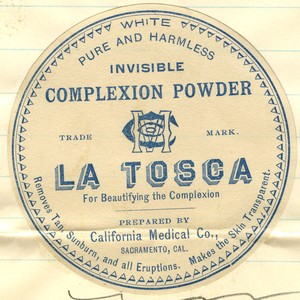 WHITE
PURE AND HARMLESS
INVISIBLE
COMPLEXION POWDER
TRADE MARK.
LA TOSCA
For Beautifying the Complexion
PREPARED BY
California Medical Co.,
SACRAMENTO, CAL.
Removes Tan, Sunburn, and all Eruptions. Makes the Skin Transparent.